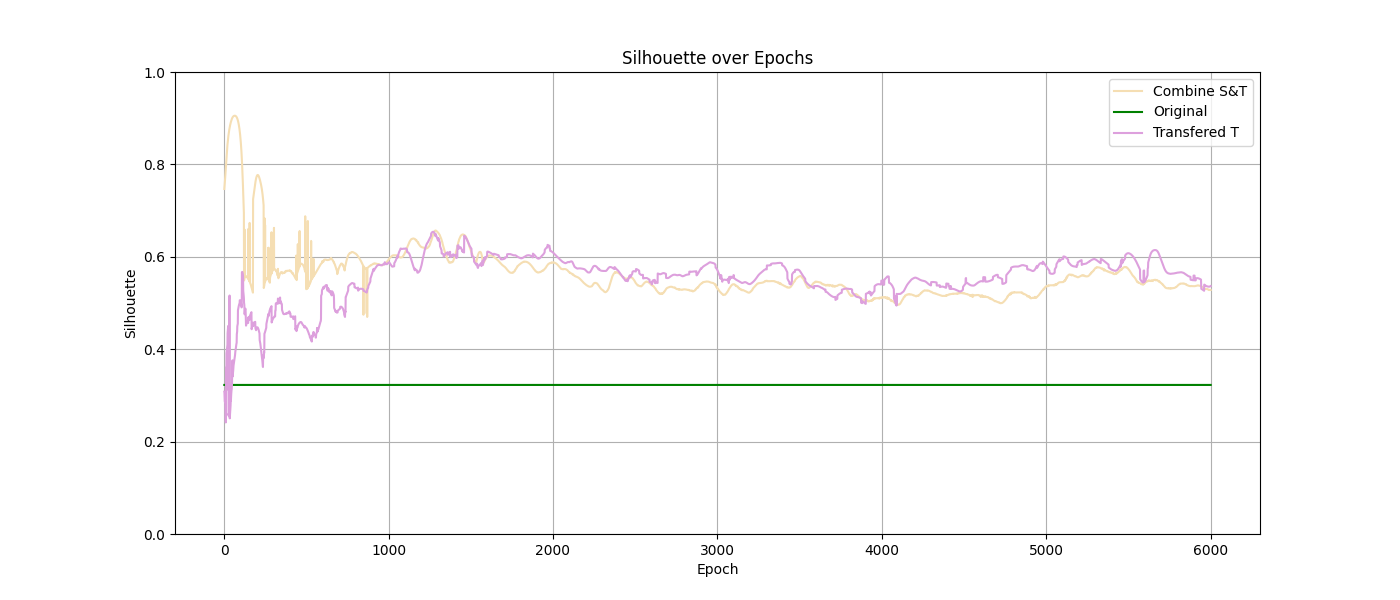 Silhouette over Epochs
1.0
0.8
0.6
0.4
0.2
0.0
Silhouette
Combine S&T
Original
Transfered T
0 1000 2000 3000 4000 5000 6000
Epoch